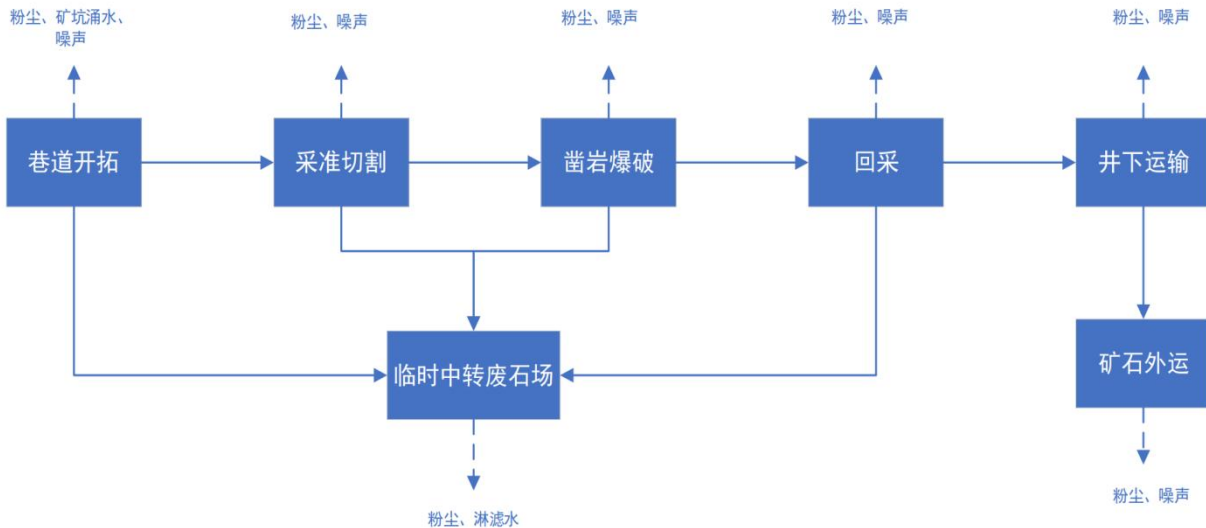 粉尘、矿坑涌水、
噪声
粉尘、噪声
粉尘、噪声
粉尘、噪声
粉尘、噪声
巷道开拓
采准切割
凿岩爆破
回采
井下运输
临时中转废石场
矿石外运
粉尘、淋滤水
粉尘、噪声